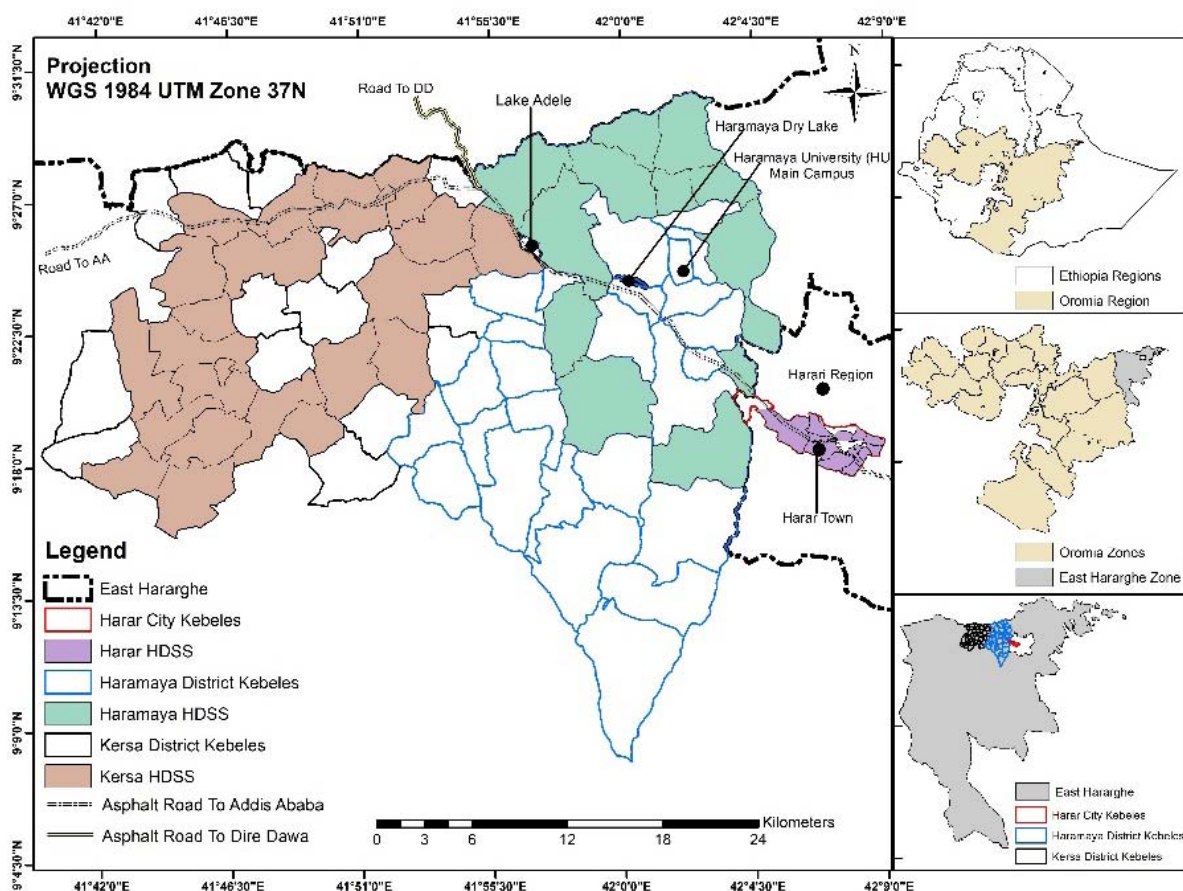 41°42'0"E 41°46'30"E 41°51'0"E 41°55'30"E 42°0'0"E 42°4'30"E 42°9'0"E
Projection
WGS 1984 UTM Zone 37N
Road To DD
Lake Adele
N
Haramaya Dry Lake
Haramaya University (HU
Main Campus
Road To AA
Harari Region
Harar Town
9°31'30"N
9°27'0"N
9°22'30"N
9°18'0"N
9°13'30"N
9°9'0"N
9°4'30"N
Legend
East Hararghe
Harar City Kebeles
Harar HDSS
Haramaya District Kebeles
Haramaya HDSS
Kersa District Kebeles
Kersa HDSS
Asphalt Road To Addis Ababa
Asphalt Road To Dire Dawa
Kilometers
0 3 6 12 18 24
41°42'0"E 41°46'30"E 41°51'0"E 41°55'30"E 42°0'0"E 42°4'30"E 42°9'0"E
Ethiopia Regions
Oromia Region
Oromia Zones
East Hararghe Zone
East Hararghe
Harar City Kebeles
Haramaya District Kebeles
Kersa District Kebeles